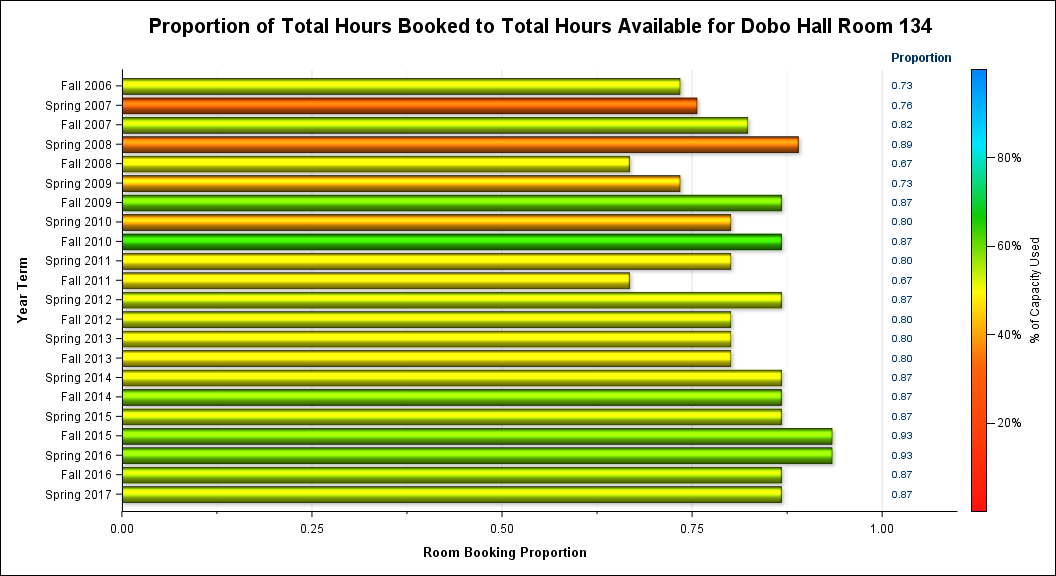 Proportion of Total Hours Booked to Total Hours Available for Dobo Hall Room 134
Proportion
Fall 2006 0.73
Spring 2007 0.76
Fall 2007 0.82
Spring 2008 0.89
Fall 2008 0.67
Spring 2009 0.73
Fall 2009 0.87
Spring 2010 0.80
Fall 2010 0.87
Spring 2011 0.80
Fall 2011 0.67
Spring 2012 0.87
Fall 2012 0.80
Spring 2013 0.80
Fall 2013 0.80
Spring 2014 0.87
Fall 2014 0.87
Spring 2015 0.87
Fall 2015 0.93
Spring 2016 0.93
Fall 2016 0.87
Spring 2017 0.87
Year Term
0.00 0.25 0.50 0.75 1.00
Room Booking Proportion
80%
60%
40%
20%
% of Capacity Used